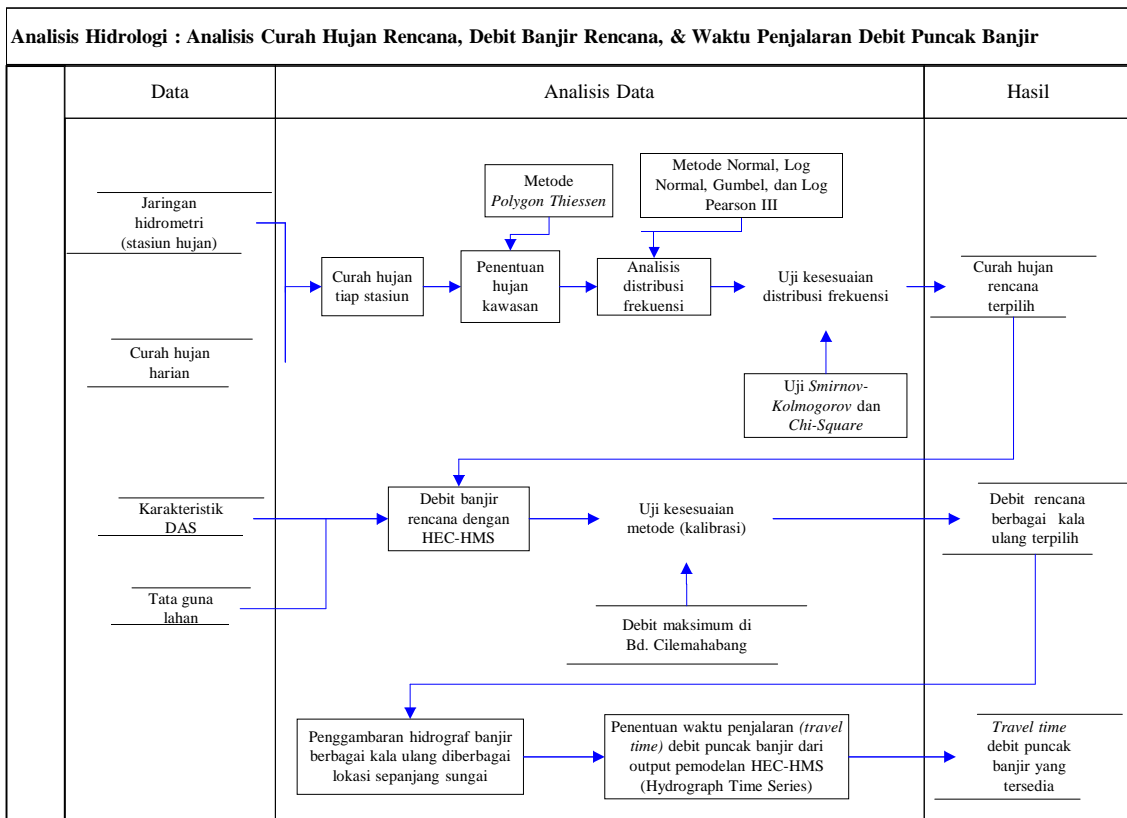 Analisis Hidrologi : Analisis Curah Hujan Rencana, Debit Banjir Rencana, & Waktu Penjalaran Debit Puncak Banjir
Data
Analisis Data
Hasil
Jaringan
hidrometri
(stasiun hujan)
Curah hujan
harian
Curah hujan
tiap stasiun
Metode
Polygon Thiessen
Penentuan
hujan
kawasan
Metode Normal, Log
Normal, Gumbel, dan Log
Pearson III
Analisis
distribusi
frekuensi
Uji kesesuaian
distribusi frekuensi
Uji Smirnov-
Kolmogorov dan
Chi-Square
Curah hujan
rencana
terpilih
Karakteristik
DAS
Tata guna
lahan
Debit banjir
rencana dengan
HEC-HMS
Uji kesesuaian
metode (kalibrasi)
Debit maksimum di
Bd. Cilemahabang
Debit rencana
berbagai kala
ulang terpilih
Penggambaran hidrograf banjir
berbagai kala ulang diberbagai
lokasi sepanjang sungai
Penentuan waktu penjalaran (travel
time) debit puncak banjir dari
output pemodelan HEC-HMS
(Hydrograph Time Series)
Travel time
debit puncak
banjir yang
tersedia